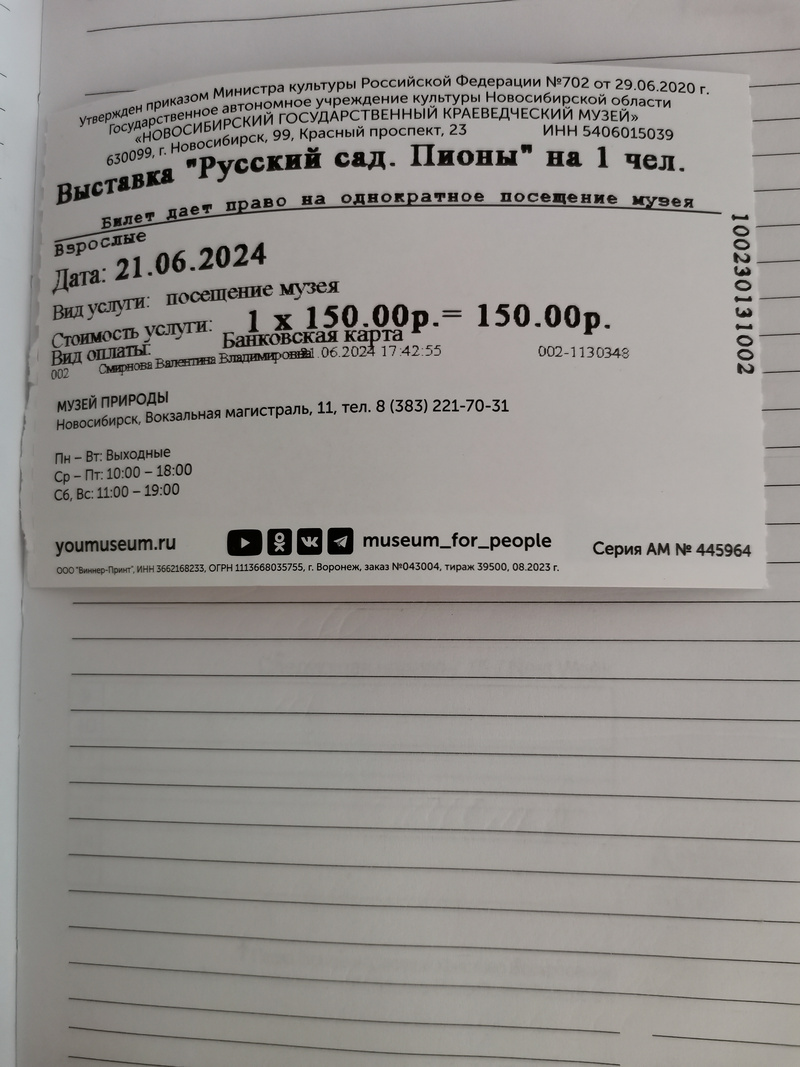 Утвержден приказом Министра культуры Российской Федерации №702 от 29.06.2020 г.
Государственное автономное учреждение культуры Новосибирской области
«НОВОСИБИРСКИЙ ГОСУДАРСТВЕННЫЙ КРАЕВЕДЧЕСКИЙ МУЗЕЙ»
630099, г. Новосибирск, 99, Красный проспект, 23 ИНН 5406015039
Выставка "Русский сад. Пионы" на 1 чел.
Билет дает право на однократное посещение музея
Взрослые
Дата: 21.06.2024
Вид услуги: посещение музея
Стоимость услуги: 1 х 150.00р.= 150.00р.
Вид оплаты: Банковская карта
002 Смирнова Валентина Владимировна .06.2024 17:42:55 002-1130348
100230131002
МУЗЕЙ ПРИРОДЫ
Новосибирск, Вокзальная магистраль, 11, тел. 8 (383) 221-70-31
Пн – Вт: Выходные
Ср – Пт: 10:00 – 18:00
Сб, Вс: 11:00 – 19:00
youmuseum.ru museum_for_people
Серия АМ № 445964
ООО "Виннер-Принт", ИНН 3662168233, ОГРН 1113668035755, г. Воронеж, заказ №043004, тираж 39500, 08.2023 г.